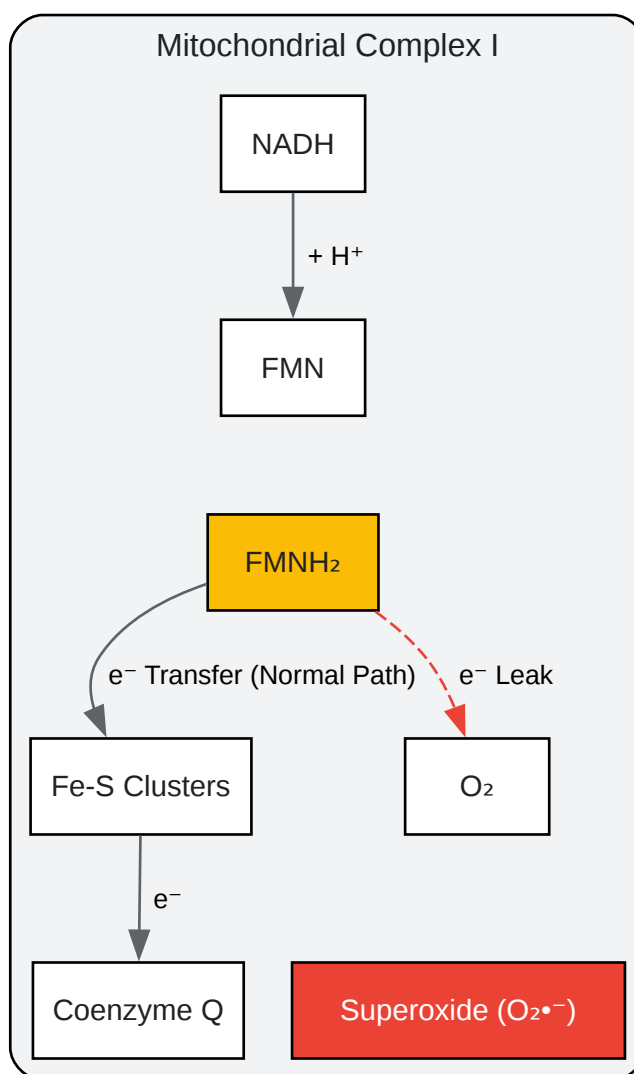 Mitochondrial Complex I
NADH
+ H⁺
FMN
FMNH₂
e⁻ Transfer (Normal Path)
e⁻ Leak
Fe-S Clusters
O₂
e⁻
Coenzyme Q
Superoxide (O₂•⁻)